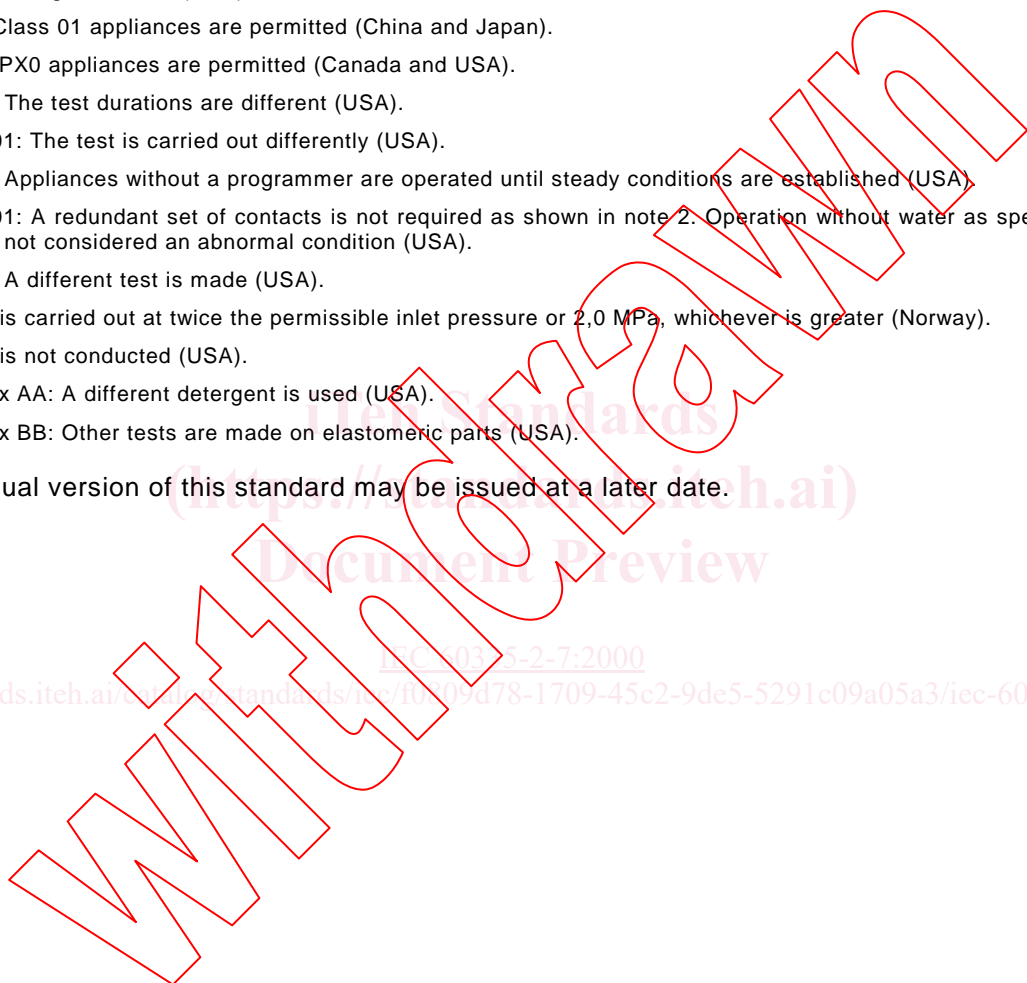 Class 01 appliances are permitted (China and Japan).
PX0 appliances are permitted (Canada and USA).
The test durations are different (USA).
01: The test is carried out differently (USA).
Appliances without a programmer are operated until steady conditions are established (USA).
01: A redundant set of contacts is not required as shown in note 2. Operation without water as spe
not considered an abnormal condition (USA).
A different test is made (USA).
is carried out at twice the permissible inlet pressure or 2,0 MPa, whichever is greater (Norway).
is not conducted (USA).
x AA: A different detergent is used (USA).
iTeh Standards
x BB: Other tests are made on elastomeric parts (USA).
ual version of this standard may be issued at a later date.
(https://standards.iteh.ai)
Document Preview
IEC 60335-2-7:2000
ds.iteh.ai/catalog/standards/iec/f0809d78-1709-45c2-9de5-5291c09a05a3/iec-60
withdrawn